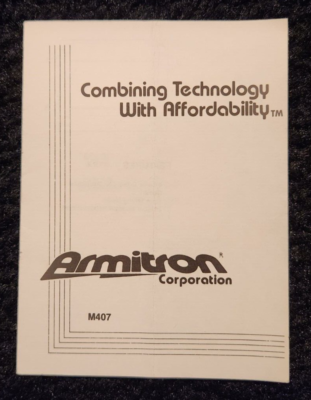 Combining Technology
With Affordability™
Armitron®
Corporation
M407